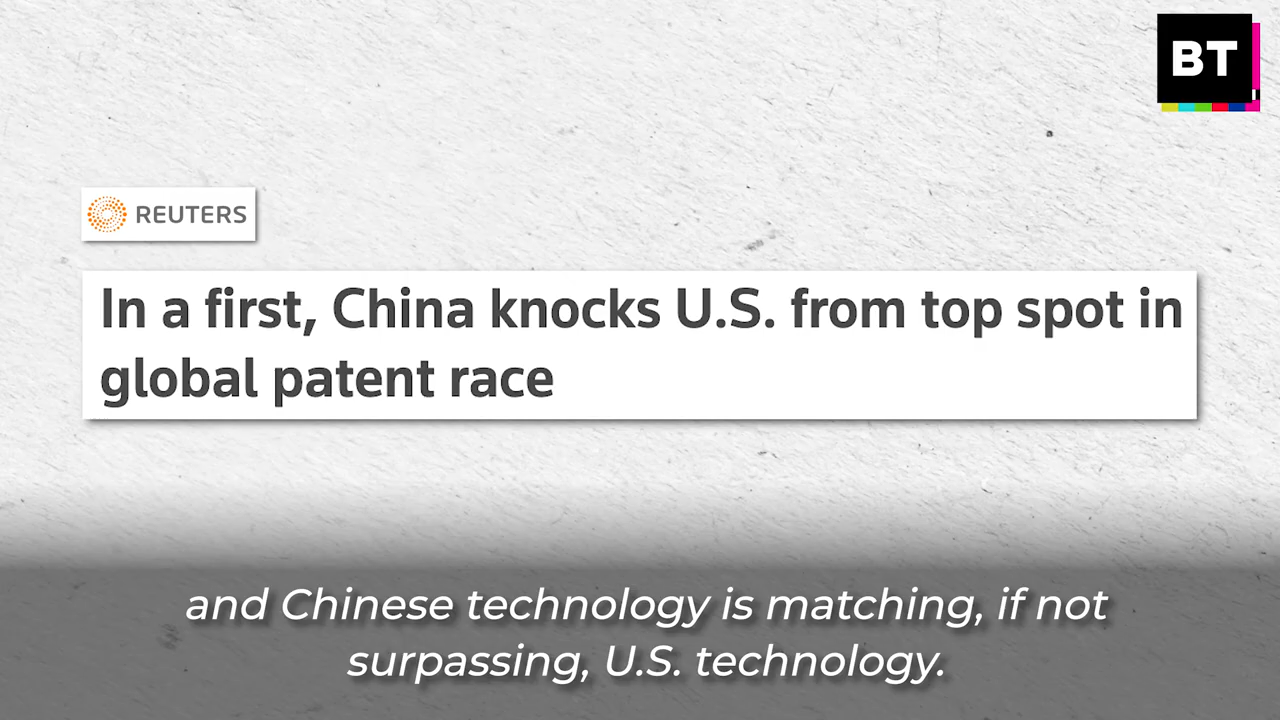 BT
REUTERS
In a first, China knocks U.S. from top spot in
global patent race
and Chinese technology is matching, if not
surpassing, U.S. technology.